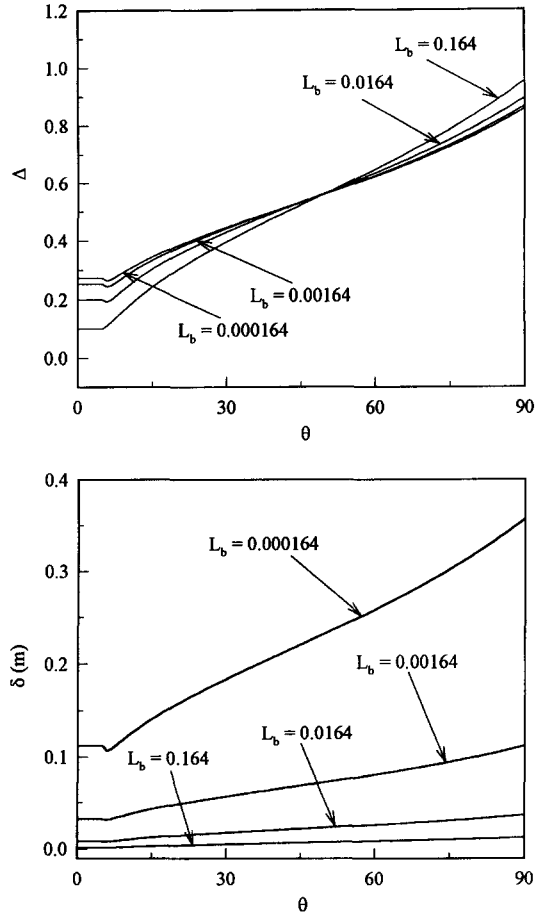 1.2
1.0
0.8
0.6
0.4
0.2
0.0
Δ
L_b = 0.164
L_b = 0.0164
L_b = 0.00164
L_b = 0.000164
0
30
60
90
θ
0.4
0.3
0.2
0.1
0.0
δ (m)
L_b = 0.000164
L_b = 0.00164
L_b = 0.0164
L_b = 0.164
0
30
60
90
θ